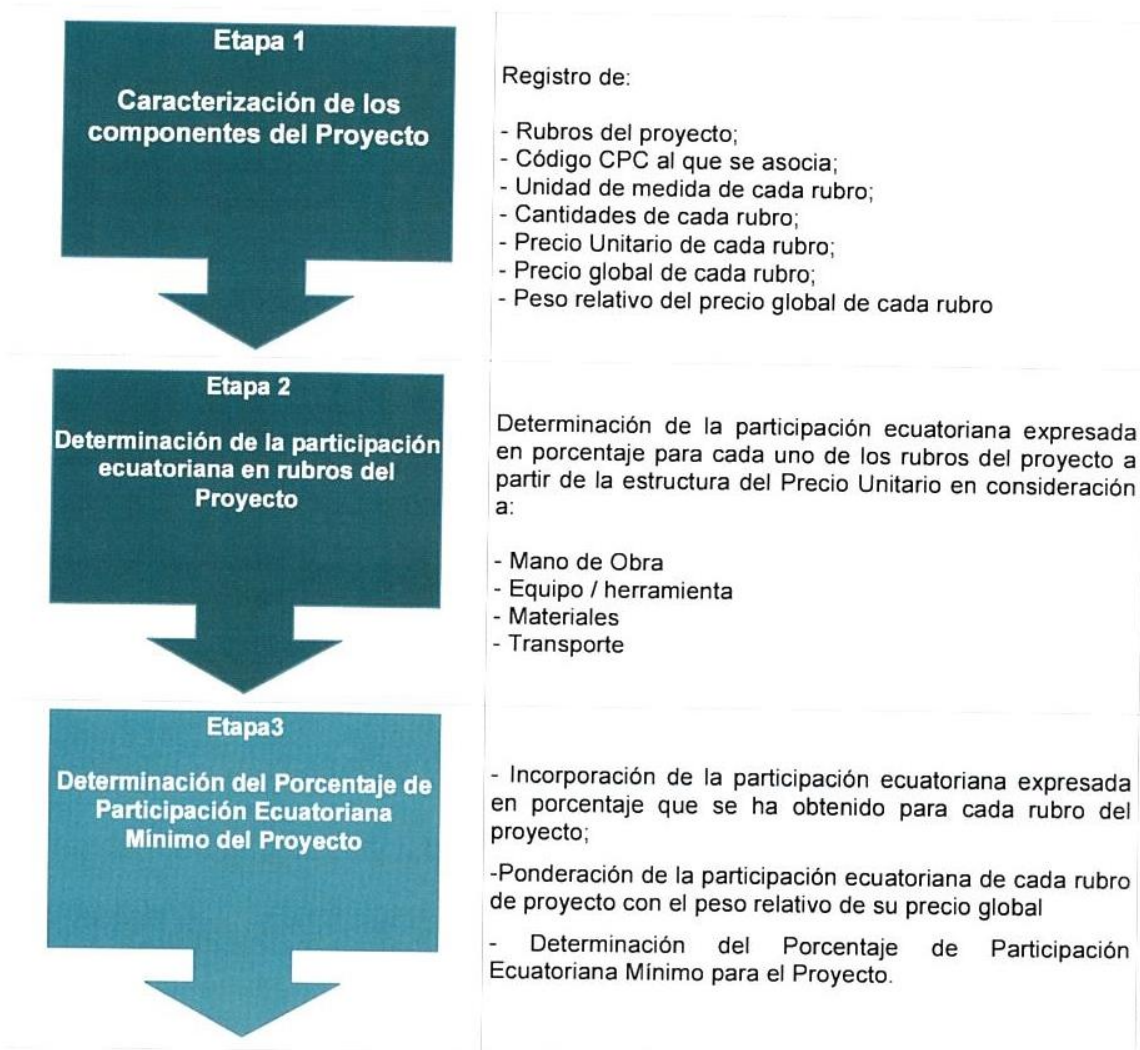 Etapa 1
Caracterización de los
componentes del Proyecto
Registro de:
- Rubros del proyecto;
- Código CPC al que se asocia;
- Unidad de medida de cada rubro;
- Cantidades de cada rubro;
- Precio Unitario de cada rubro;
- Precio global de cada rubro;
- Peso relativo del precio global de cada rubro
Etapa 2
Determinación de la participación
ecuatoriana en rubros del
Proyecto
Determinación de la participación ecuatoriana expresada
en porcentaje para cada uno de los rubros del proyecto a
partir de la estructura del Precio Unitario en consideración
a:
- Mano de Obra
- Equipo / herramienta
- Materiales
- Transporte
Etapa3
Determinación del Porcentaje de
Participación Ecuatoriana
Mínimo del Proyecto
- Incorporación de la participación ecuatoriana expresada
en porcentaje que se ha obtenido para cada rubro del
proyecto;
-Ponderación de la participación ecuatoriana de cada rubro
de proyecto con el peso relativo de su precio global
- Determinación del Porcentaje de Participación
Ecuatoriana Mínimo para el Proyecto.